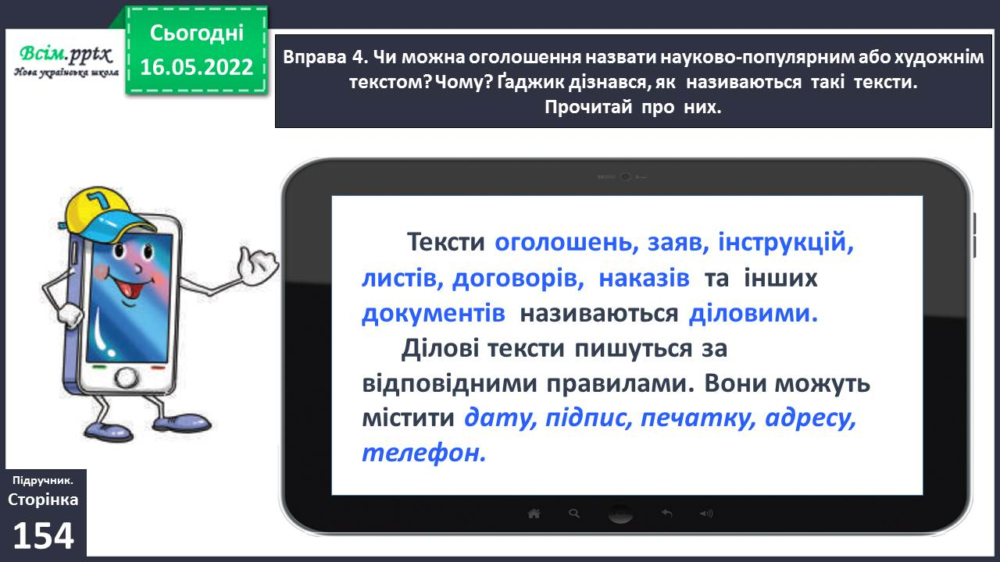 Всім.pptx
Нова українська школа
Сьогодні
16.05.2022
Вправа 4. Чи можна оголошення назвати науково-популярним або художнім
текстом? Чому? Ґаджик дізнався, як називаються такі тексти.
Прочитай про них.
Тексти оголошень, заяв, інструкцій,
листів, договорів, наказів та інших
документів називаються діловими.
Ділові тексти пишуться за
відповідними правилами. Вони можуть
містити дату, підпис, печатку, адресу,
телефон.
Підручник.
Сторінка
154